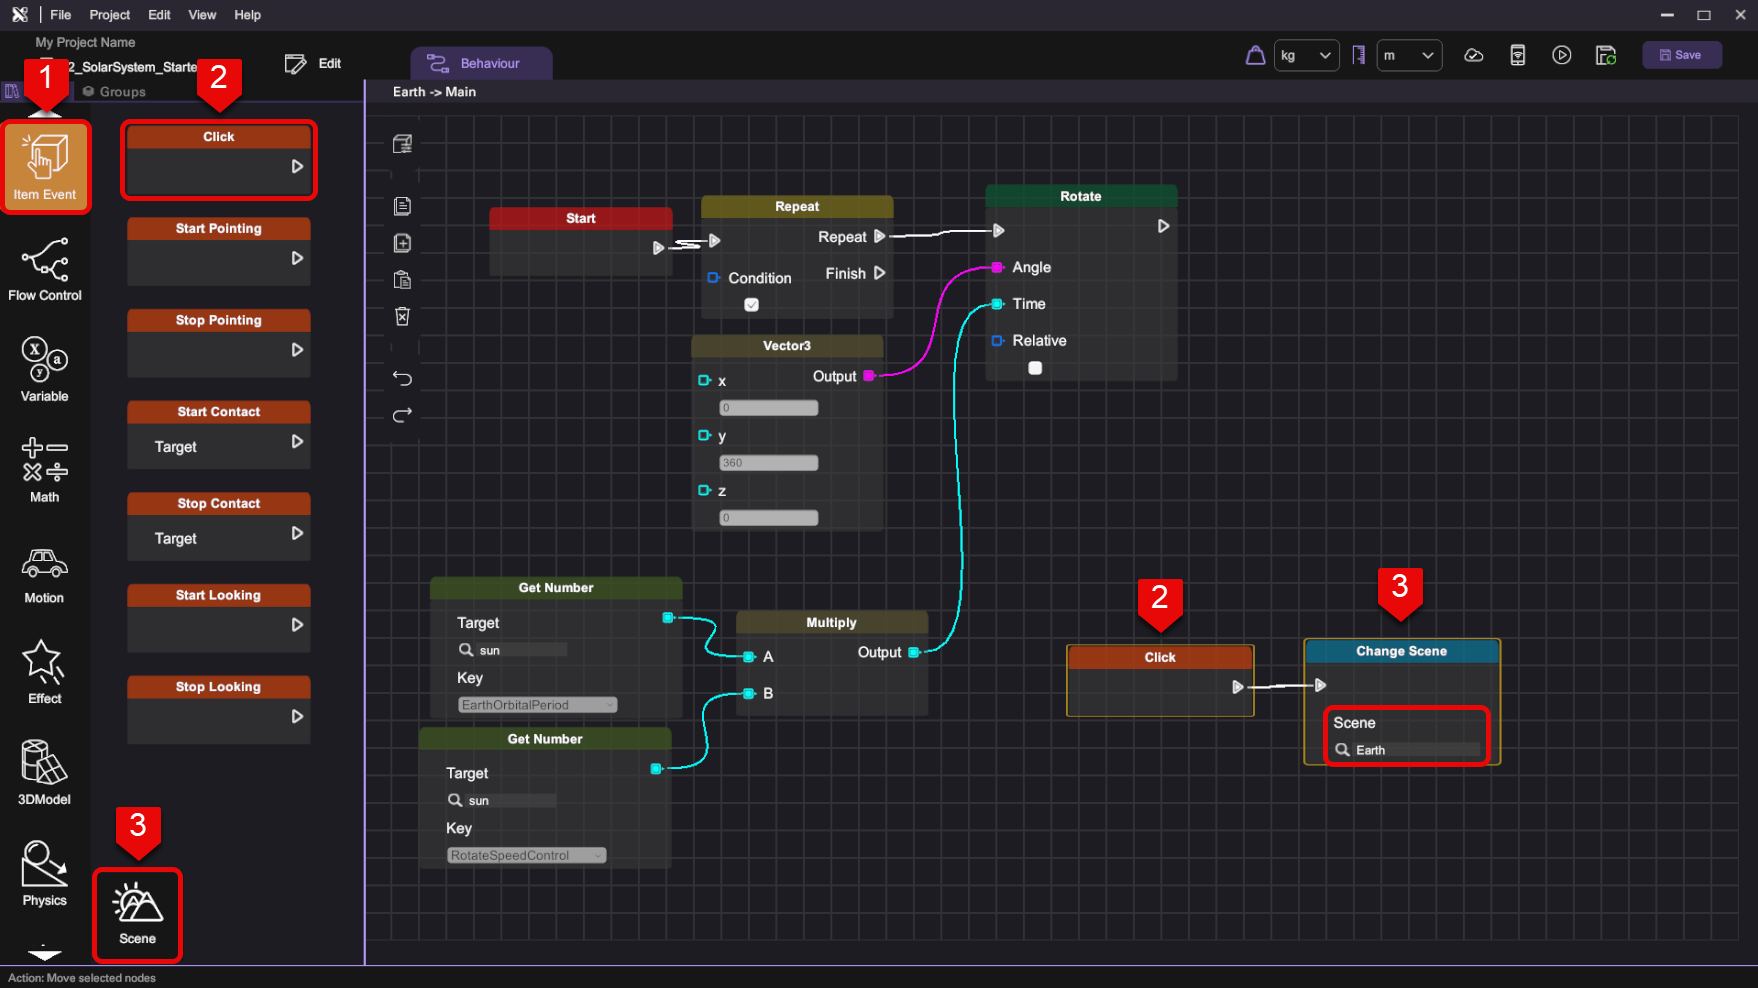 File Project Edit View Help
My Project Name
2_SolarSystem_Starte
Edit
Behaviour
kg
m
Save
1
2
Groups
Earth -> Main
Item Event
Flow Control
Variable
X
a
y
Math
Motion
Effect
3DModel
Physics
3
Scene
Click
Start Pointing
Stop Pointing
Start Contact
Target
Stop Contact
Target
Start Looking
Stop Looking
Start
Repeat
Repeat
Condition
Finish
Rotate
Angle
Time
Relative
Vector3
Output
x
0
y
360
z
0
Get Number
Target
sun
Key
EarthOrbitalPeriod
Get Number
Target
sun
Key
RotateSpeedControl
Multiply
A
Output
B
2
Click
3
Change Scene
Scene
Earth
Action: Move selected nodes